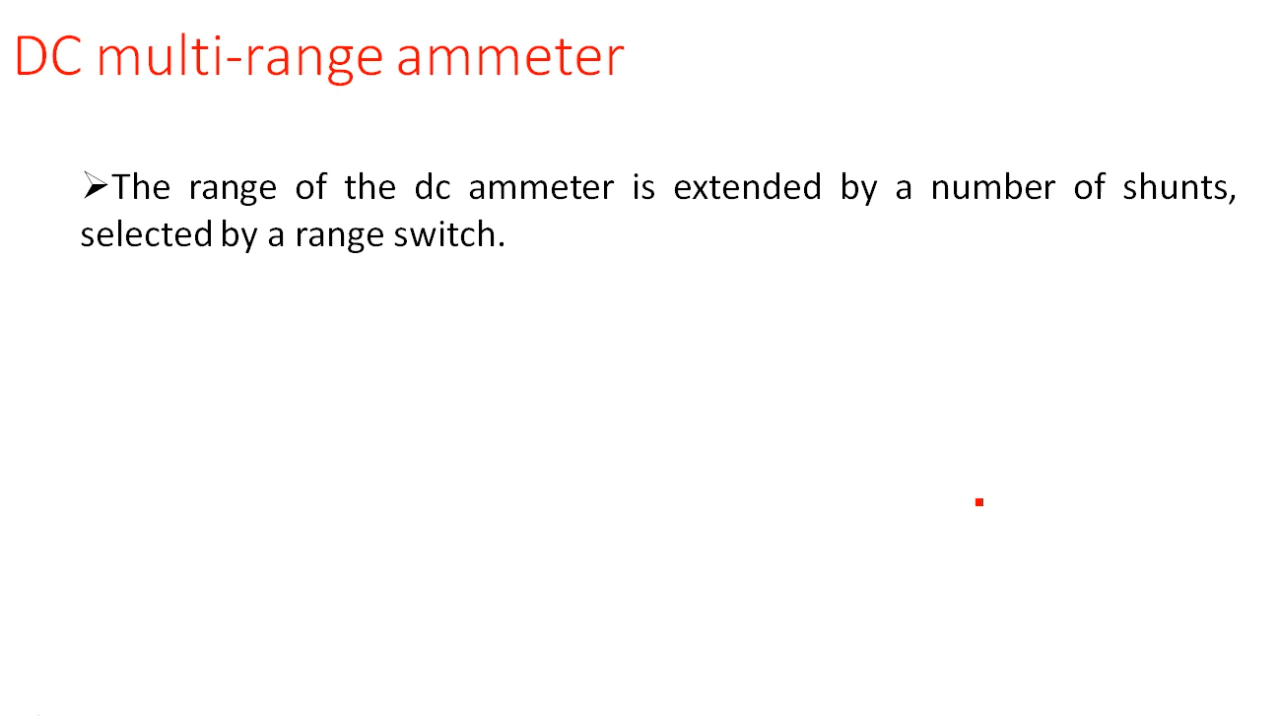 DC multi-range ammeter
➢The range of the dc ammeter is extended by a number of shunts,
selected by a range switch.